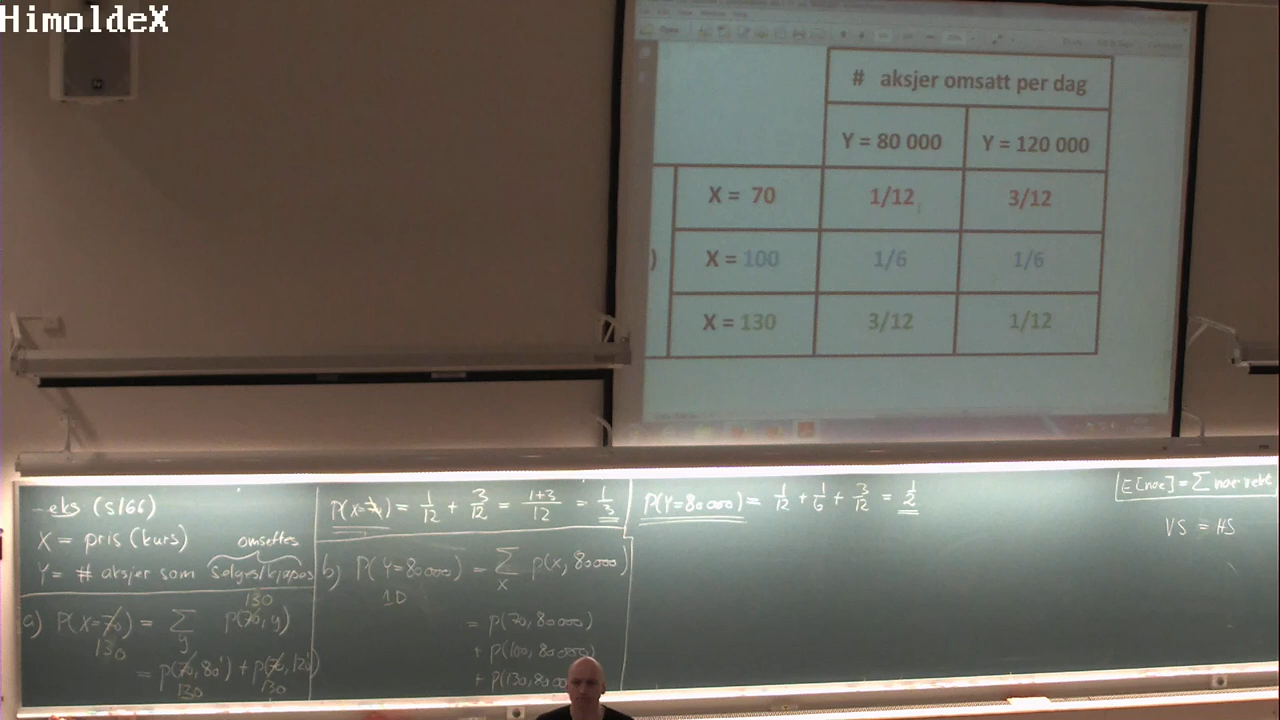 HimoldeX
# aksjer omsatt per dag
Y = 80 000 Y = 120 000
X = 70 1/12 3/12
) X = 100 1/6 1/6
X = 130 3/12 1/12
- eks (s166)
X = pris (kurs)
omsettes
Y = # aksjer som selges/kjøpes
130
a) P(X=70) = Σ p(70, y)
y
130
= p(70, 80') + p(70, 120')
130 130
P(X=70) = 1/12 + 3/12 = (1+3)/12 = 1/3
b) P(Y=80000) = Σ p(x, 80000)
x
1D
= p(70, 80000)
+ p(100, 80000)
+ p(130, 80000)
P(Y=80000) = 1/12 + 1/6 + 3/12 = 1/2
E[noe] = Σ noe·vekt
VS = HS